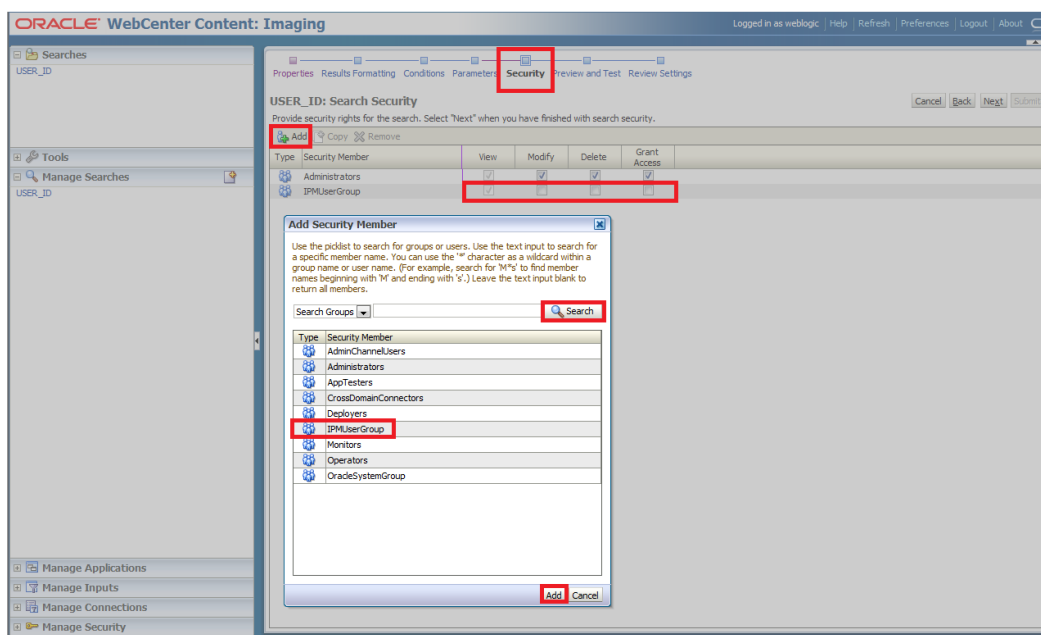 ORACLE WebCenter Content: Imaging
Logged in as weblogic | Help | Refresh | Preferences | Logout | About
Searches
USER_ID
Tools
Manage Searches
USER_ID
Manage Applications
Manage Inputs
Manage Connections
Manage Security
Properties Results Formatting Conditions Parameters Security Preview and Test Review Settings
USER_ID: Search Security
Cancel Back Next Submit
Provide security rights for the search. Select "Next" when you have finished with search security.
Add Copy Remove
Type Security Member View Modify Delete Grant Access
Administrators
IPMUserGroup
Add Security Member
Use the picklist to search for groups or users. Use the text input to search for
a specific member name. You can use the '*' character as a wildcard within a
group name or user name. (For example, search for 'M*s' to find member
names beginning with 'M' and ending with 's'.) Leave the text input blank to
return all members.
Search Groups Search
Type Security Member
AdminChannelUsers
Administrators
AppTesters
CrossDomainConnectors
Deployers
IPMUserGroup
Monitors
Operators
OracleSystemGroup
Add Cancel